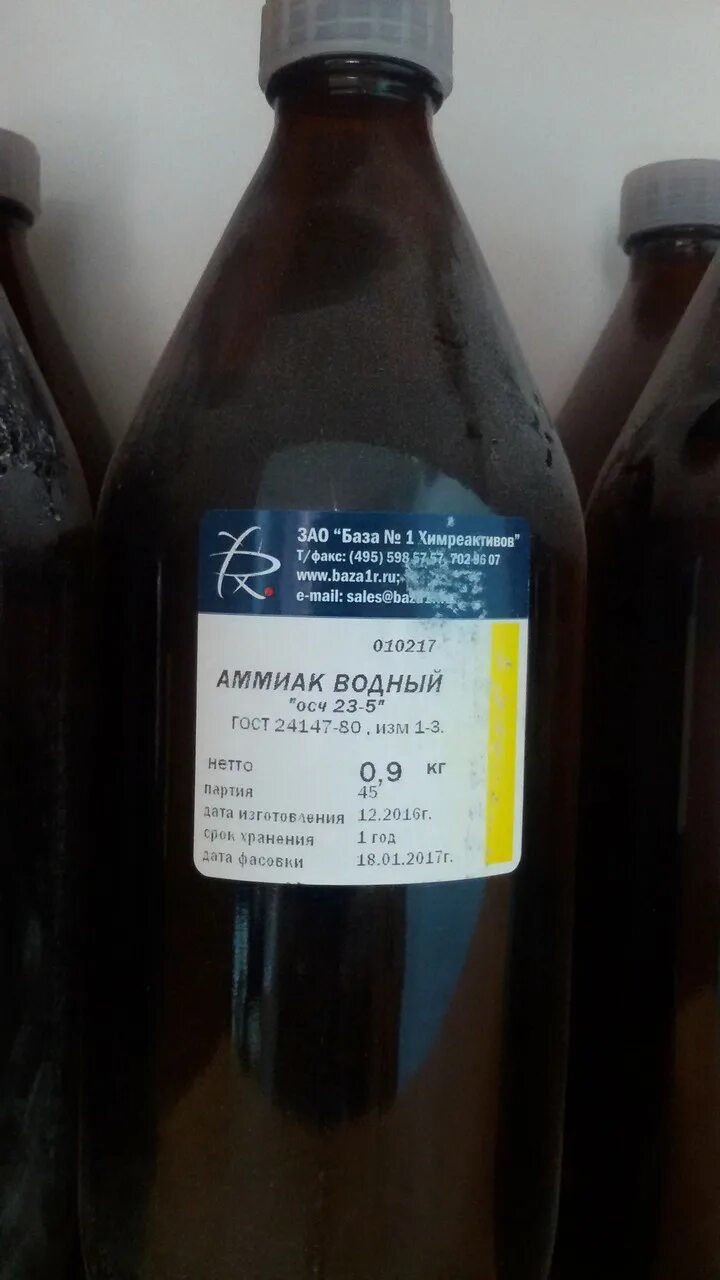 ЗАО "База № 1 Химреактивов"
Т/факс: (495) 598 57 57, 702 96 07
www.baza1r.ru;
e-mail: sales@
010217
АММИАК ВОДНЫЙ
"осч 23-5"
ГОСТ 24147-80 , изм 1-3.
нетто 0,9 кг
партия 45
дата изготовления 12.2016г.
срок хранения 1 год
дата фасовки 18.01.2017г.